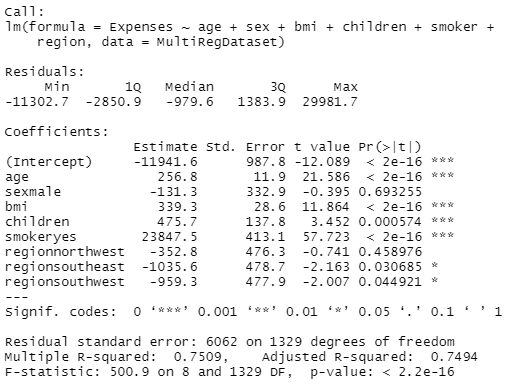 Call:
lm(formula = Expenses ~ age + sex + bmi + children + smoker +
    region, data = MultiRegDataset)
Residuals:
     Min       1Q   Median       3Q      Max
-11302.7  -2850.9   -979.6   1383.9  29981.7
Coefficients:
                Estimate Std. Error t value Pr(>|t|)
(Intercept)     -11941.6      987.8 -12.089  < 2e-16 ***
age                256.8       11.9  21.586  < 2e-16 ***
sexmale           -131.3      332.9  -0.395 0.693255
bmi                339.3       28.6  11.864  < 2e-16 ***
children           475.7      137.8   3.452 0.000574 ***
smokeryes        23847.5      413.1  57.723  < 2e-16 ***
regionnorthwest   -352.8      476.3  -0.741 0.458976
regionsoutheast  -1035.6      478.7  -2.163 0.030685 *
regionsouthwest   -959.3      477.9  -2.007 0.044921 *
---
Signif. codes:  0 ‘***’ 0.001 ‘**’ 0.01 ‘*’ 0.05 ‘.’ 0.1 ‘ ’ 1
Residual standard error: 6062 on 1329 degrees of freedom
Multiple R-squared:  0.7509,    Adjusted R-squared:  0.7494
F-statistic: 500.9 on 8 and 1329 DF,  p-value: < 2.2e-16